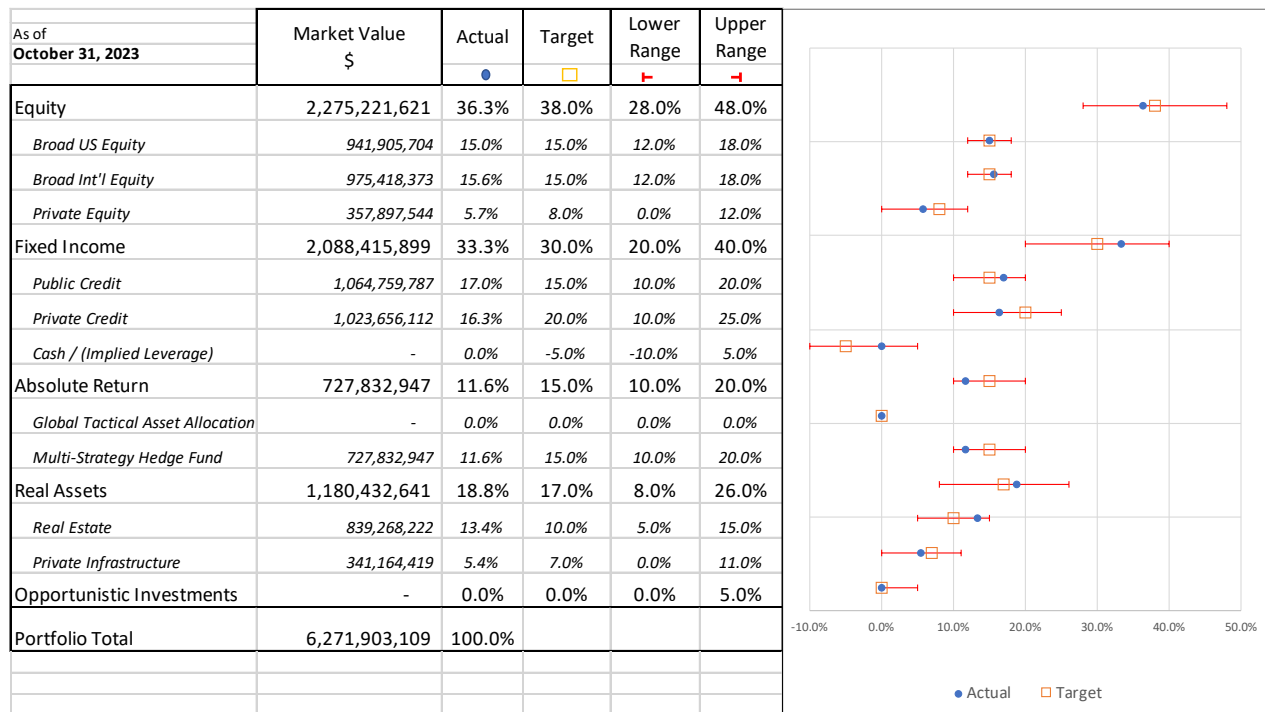 As of
October 31, 2023
Market Value
$
Actual
Target
Lower
Range
Upper
Range
Equity 2,275,221,621 36.3% 38.0% 28.0% 48.0%
Broad US Equity 941,905,704 15.0% 15.0% 12.0% 18.0%
Broad Int'l Equity 975,418,373 15.6% 15.0% 12.0% 18.0%
Private Equity 357,897,544 5.7% 8.0% 0.0% 12.0%
Fixed Income 2,088,415,899 33.3% 30.0% 20.0% 40.0%
Public Credit 1,064,759,787 17.0% 15.0% 10.0% 20.0%
Private Credit 1,023,656,112 16.3% 20.0% 10.0% 25.0%
Cash / (Implied Leverage) - 0.0% -5.0% -10.0% 5.0%
Absolute Return 727,832,947 11.6% 15.0% 10.0% 20.0%
Global Tactical Asset Allocation - 0.0% 0.0% 0.0% 0.0%
Multi-Strategy Hedge Fund 727,832,947 11.6% 15.0% 10.0% 20.0%
Real Assets 1,180,432,641 18.8% 17.0% 8.0% 26.0%
Real Estate 839,268,222 13.4% 10.0% 5.0% 15.0%
Private Infrastructure 341,164,419 5.4% 7.0% 0.0% 11.0%
Opportunistic Investments - 0.0% 0.0% 0.0% 5.0%
Portfolio Total 6,271,903,109 100.0%
-10.0% 0.0% 10.0% 20.0% 30.0% 40.0% 50.0%
Actual Target